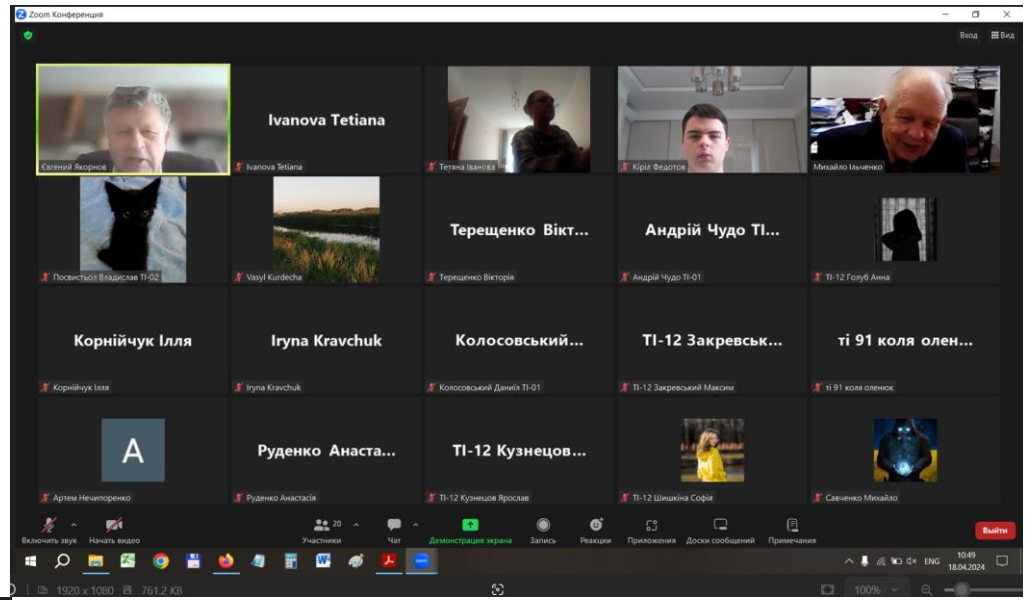 Zoom Конференция
Вход Вид
Євгений Якорнов
Ivanova Tetiana
Ivanova Tetiana
Тетяна Іванова
Кіріл Федотов
Михайло Ільченко
Посвистьол Владислав ТІ-02
Vasyl Kurdecha
Терещенко Вікт...
Терещенко Вікторія
Андрій Чудо ТІ...
Андрій Чудо ТІ-01
ТІ-12 Голуб Анна
Корнійчук Ілля
Корнійчук Ілля
Iryna Kravchuk
Iryna Kravchuk
Колосовський...
Колосовський Даниїл ТІ-01
ТІ-12 Закревськ...
ТІ-12 Закревський Максим
ті 91 коля олен...
ті 91 коля оленюк
А
Артем Нечипоренко
Руденко Анаста...
Руденко Анастасія
ТІ-12 Кузнецов...
ТІ-12 Кузнецов Ярослав
ТІ-12 Шишкіна Софія
Савченко Михайло
Включить звук Начать видео Участники 20 Чат Демонстрация экрана Запись Реакции Приложения Доски сообщений Примечания Выйти
ENG 10:49
18.04.2024
1920 x 1080 761.2 KB 100%